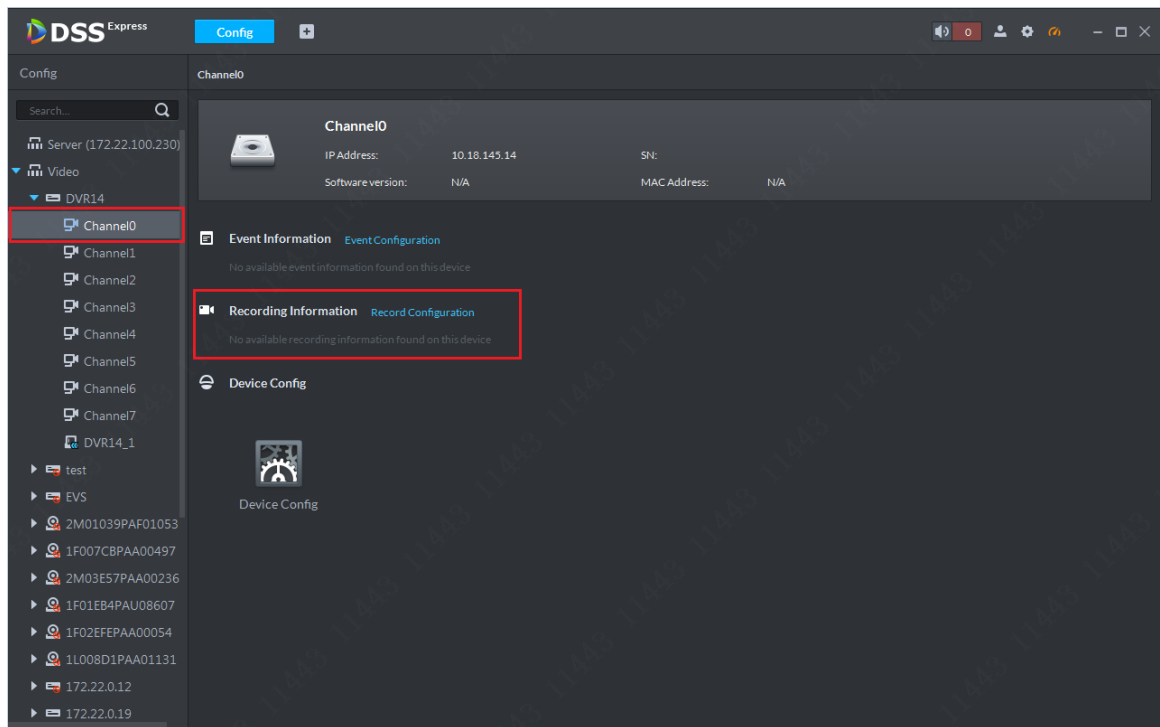 DSS Express
Config
0
Config
Channel0
Search...
Server (172.22.100.230)
Video
DVR14
Channel0
Channel1
Channel2
Channel3
Channel4
Channel5
Channel6
Channel7
DVR14_1
test
EVS
2M01039PAF01053
1F007CBPAA00497
2M03E57PAA00236
1F01EB4PAU08607
1F02EFEPAA00054
1L008D1PAA01131
172.22.0.12
172.22.0.19
Channel0
IP Address: 10.18.145.14 SN:
Software version: N/A MAC Address: N/A
Event Information Event Configuration
No available event information found on this device
Recording Information Record Configuration
No available recording information found on this device
Device Config
Device Config
11443 11443 11443